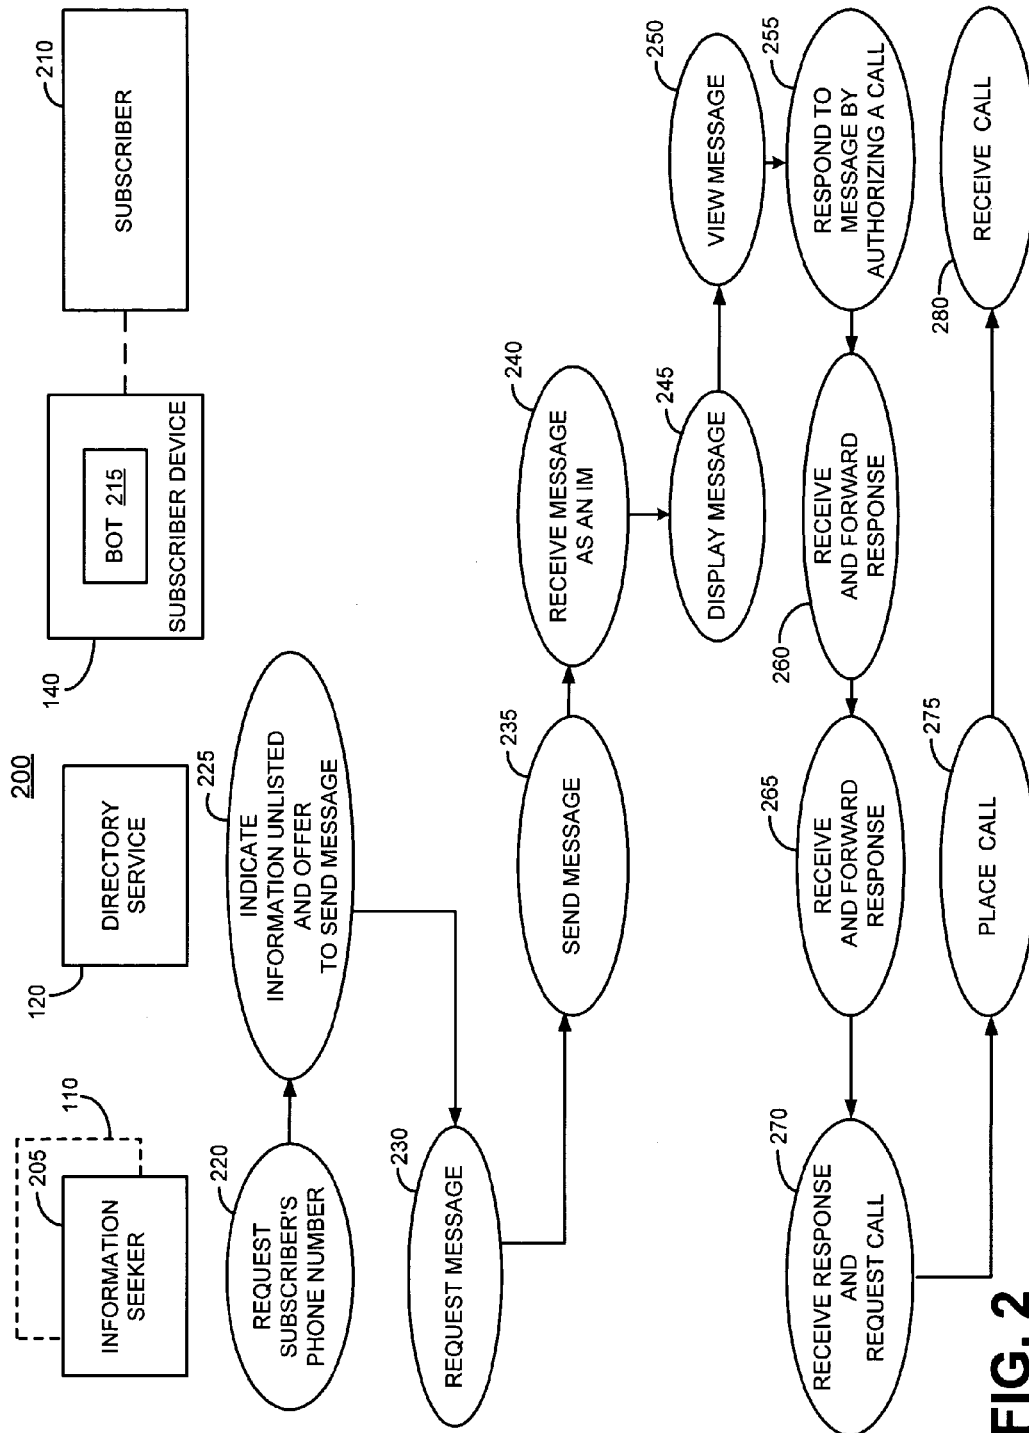 200
110
205
INFORMATION
SEEKER
120
DIRECTORY
SERVICE
140
BOT 215
SUBSCRIBER DEVICE
210
SUBSCRIBER
220
REQUEST
SUBSCRIBER'S
PHONE NUMBER
225
INDICATE
INFORMATION UNLISTED
AND OFFER
TO SEND MESSAGE
230
REQUEST MESSAGE
235
SEND MESSAGE
240
RECEIVE MESSAGE
AS AN IM
245
DISPLAY MESSAGE
250
VIEW MESSAGE
255
RESPOND TO
MESSAGE BY
AUTHORIZING A CALL
260
RECEIVE
AND FORWARD
RESPONSE
265
RECEIVE
AND FORWARD
RESPONSE
270
RECEIVE RESPONSE
AND
REQUEST CALL
275
PLACE CALL
280
RECEIVE CALL
FIG. 2